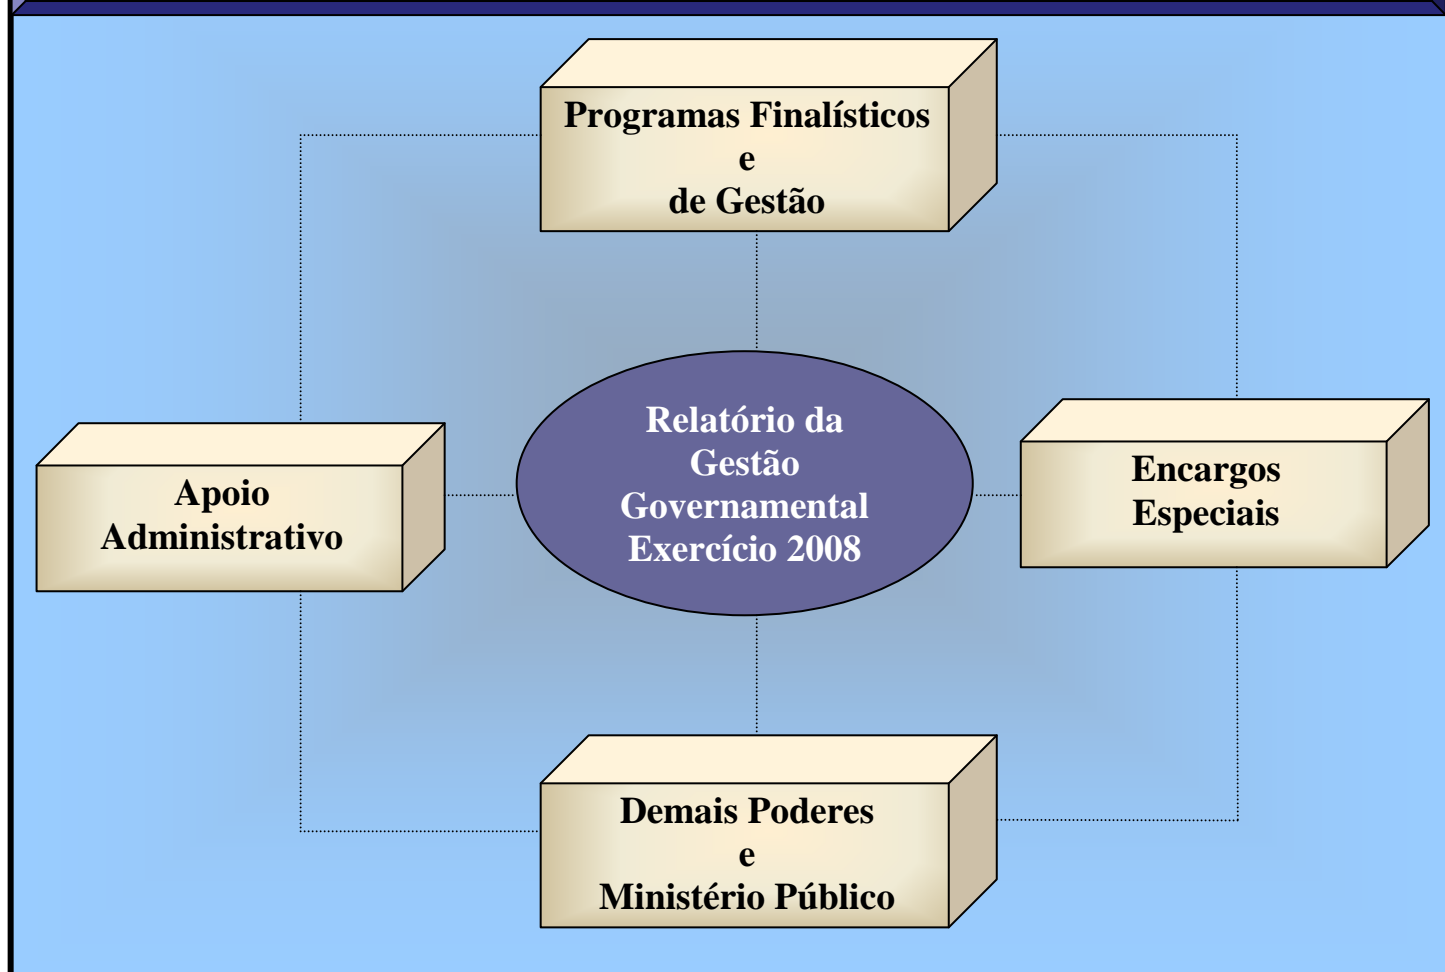 Programas Finalísticos
e
de Gestão
Relatório da
Gestão
Governamental
Exercício 2008
Apoio
Administrativo
Encargos
Especiais
Demais Poderes
e
Ministério Público